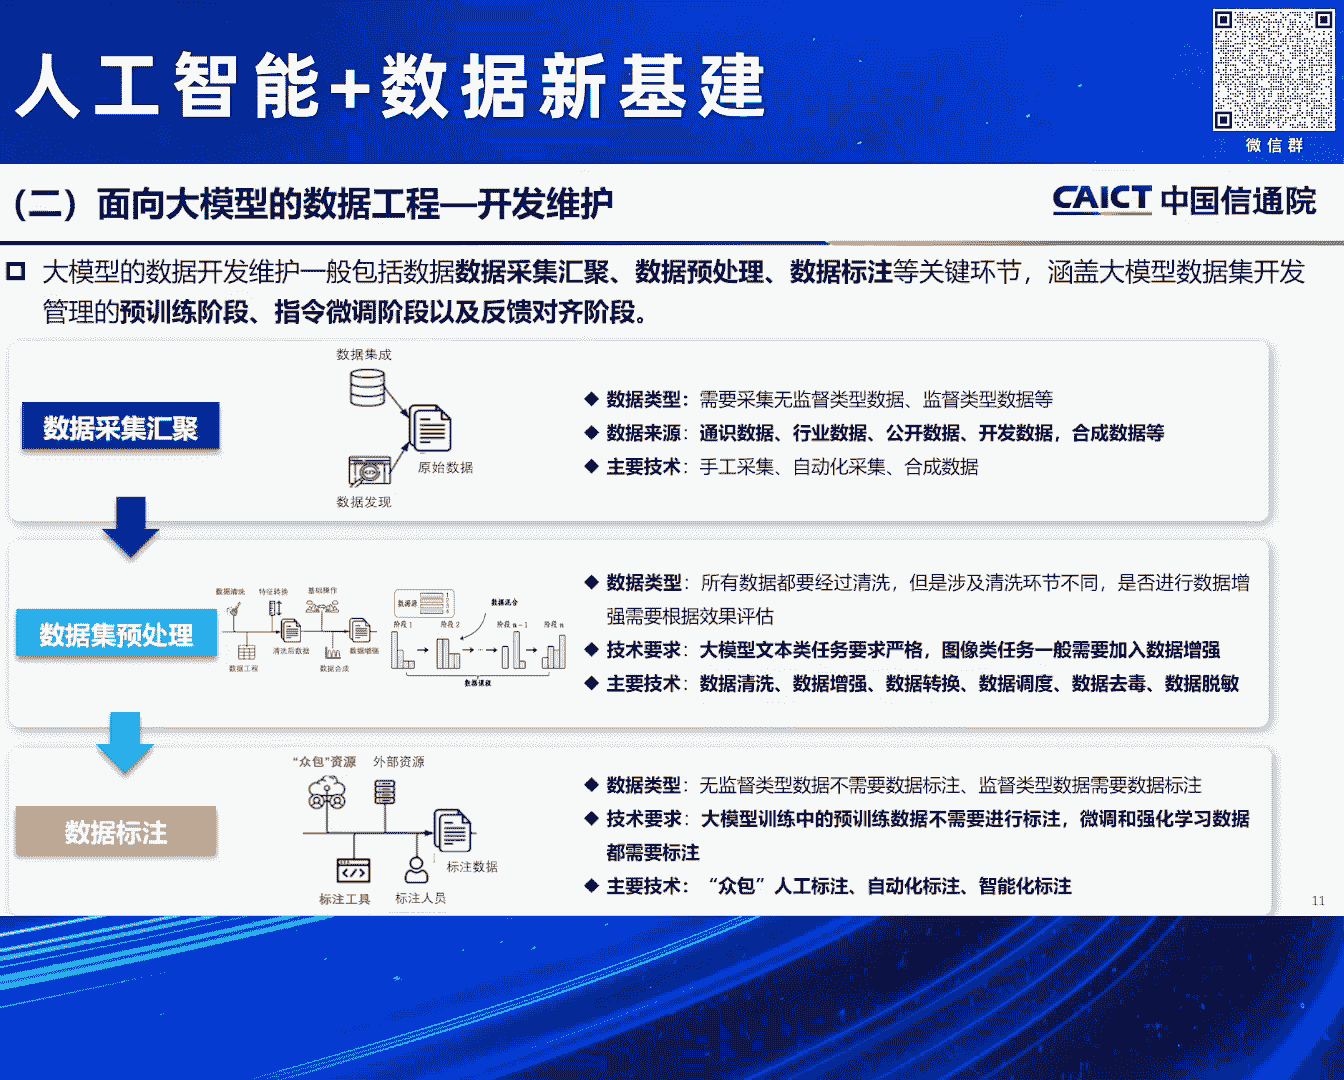 人工智能+数据新基建
微信群
（二）面向大模型的数据工程—开发维护
CAICT 中国信通院
大模型的数据开发维护一般包括数据数据采集汇聚、数据预处理、数据标注等关键环节，涵盖大模型数据集开发
管理的预训练阶段、指令微调阶段以及反馈对齐阶段。
数据采集汇聚
数据集成
原始数据
数据发现
◆ 数据类型：需要采集无监督类型数据、监督类型数据等
◆ 数据来源：通识数据、行业数据、公开数据、开发数据，合成数据等
◆ 主要技术：手工采集、自动化采集、合成数据
数据集预处理
数据清洗
特征转换
基础操作
清洗后数据
数据增强
数据工程
数据合成
数据源
数据混合
阶段 1
阶段 2
阶段 n-1
阶段 n
数据课程
◆ 数据类型：所有数据都要经过清洗，但是涉及清洗环节不同，是否进行数据增
强需要根据效果评估
◆ 技术要求：大模型文本类任务要求严格，图像类任务一般需要加入数据增强
◆ 主要技术：数据清洗、数据增强、数据转换、数据调度、数据去毒、数据脱敏
数据标注
“众包”资源
外部资源
标注数据
标注工具
标注人员
◆ 数据类型：无监督类型数据不需要数据标注、监督类型数据需要数据标注
◆ 技术要求：大模型训练中的预训练数据不需要进行标注，微调和强化学习数据
都需要标注
◆ 主要技术：“众包”人工标注、自动化标注、智能化标注
11